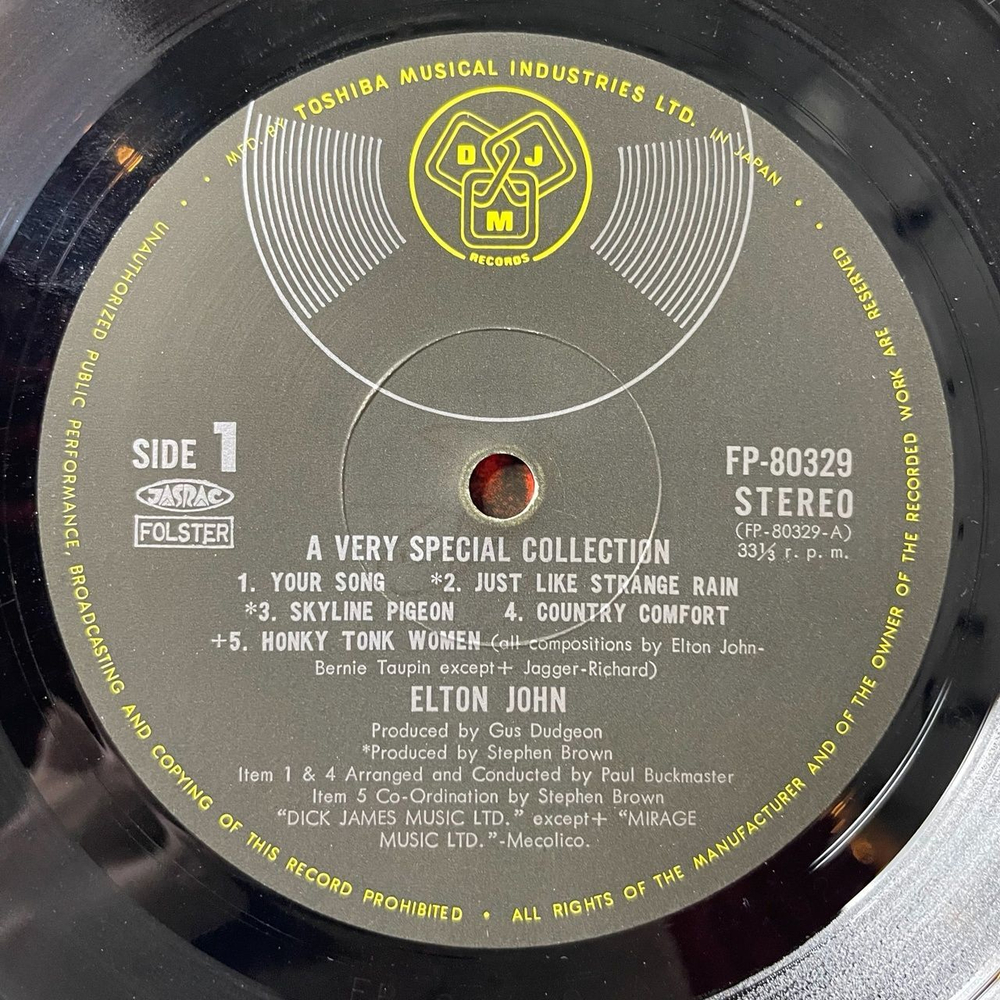 MFD. BY TOSHIBA MUSICAL INDUSTRIES LTD. IN JAPAN
D J
M
RECORDS
SIDE 1
JASRAC
FOLSTER
FP-80329
STEREO
(FP-80329-A)
33⅓ r. p. m.
A VERY SPECIAL COLLECTION
1. YOUR SONG *2. JUST LIKE STRANGE RAIN
*3. SKYLINE PIGEON 4. COUNTRY COMFORT
+5. HONKY TONK WOMEN (all compositions by Elton John-
Bernie Taupin except+ Jagger-Richard)
ELTON JOHN
Produced by Gus Dudgeon
*Produced by Stephen Brown
Item 1 & 4 Arranged and Conducted by Paul Buckmaster
Item 5 Co-Ordination by Stephen Brown
“DICK JAMES MUSIC LTD.” except+ “MIRAGE
MUSIC LTD.”-Mecolico.
UNAUTHORIZED PUBLIC PERFORMANCE, BROADCASTING AND COPYING OF THIS RECORD PROHIBITED • ALL RIGHTS OF THE MANUFACTURER AND OF THE OWNER OF THE RECORDED WORK ARE RESERVED